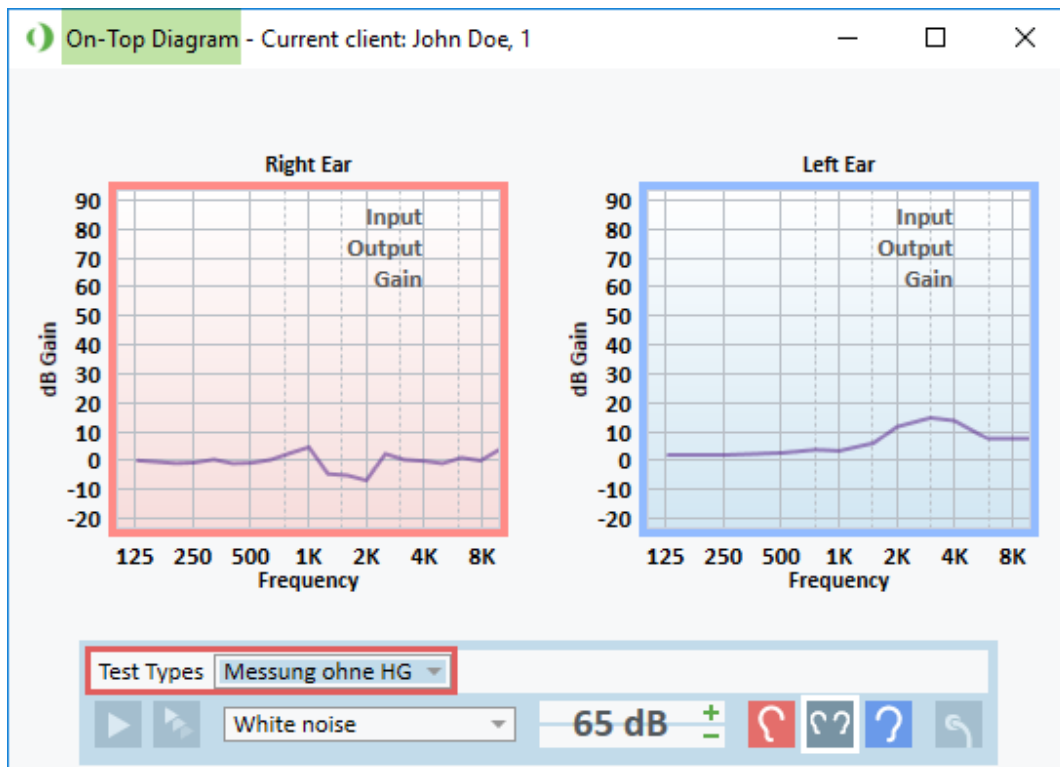 On-Top Diagram - Current client: John Doe, 1
Right Ear
90
80
70
60
50
40
30
20
10
0
-10
-20
dB Gain
Input
Output
Gain
125 250 500 1K 2K 4K 8K
Frequency
Left Ear
90
80
70
60
50
40
30
20
10
0
-10
-20
dB Gain
Input
Output
Gain
125 250 500 1K 2K 4K 8K
Frequency
Test Types Messung ohne HG
White noise 65 dB + −